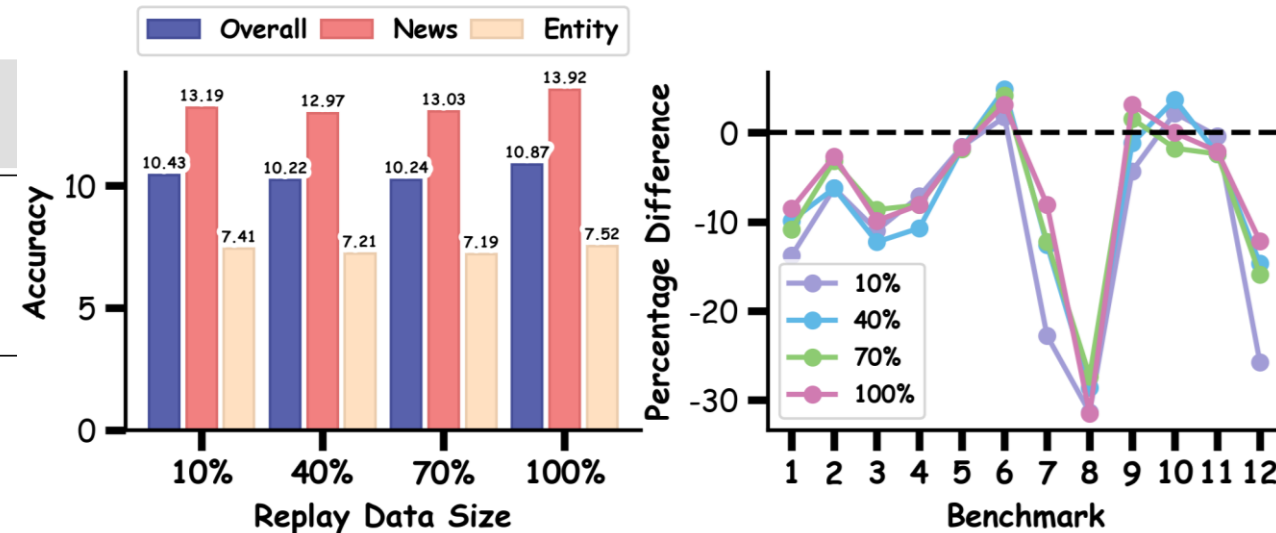 Overall News Entity
Accuracy
10
5
0
10.43 13.19 7.41
10.22 12.97 7.21
10.24 13.03 7.19
10.87 13.92 7.52
10% 40% 70% 100%
Replay Data Size
Percentage Difference
0
-10
-20
-30
10%
40%
70%
100%
1 2 3 4 5 6 7 8 9 10 11 12
Benchmark